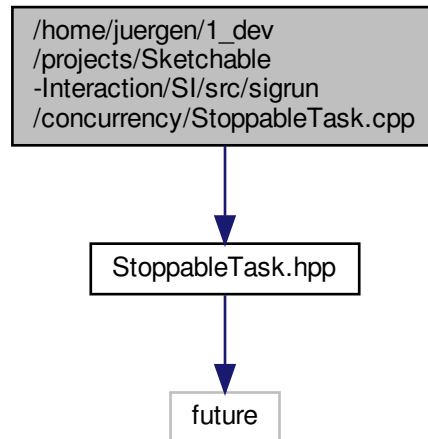 /home/juergen/1_dev
/projects/Sketchable
-Interaction/SI/src/sigrun
/concurrency/StoppableTask.cpp
StoppableTask.hpp
future